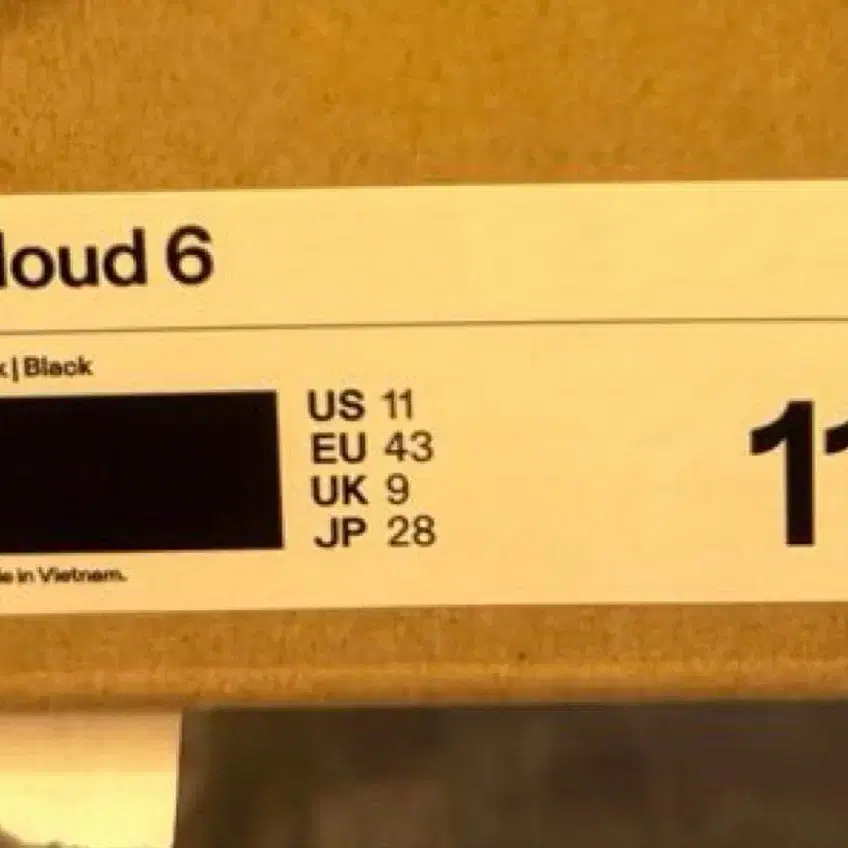 loud 6
k | Black
US 11
EU 43
UK 9
JP 28
11
e in Vietnam.